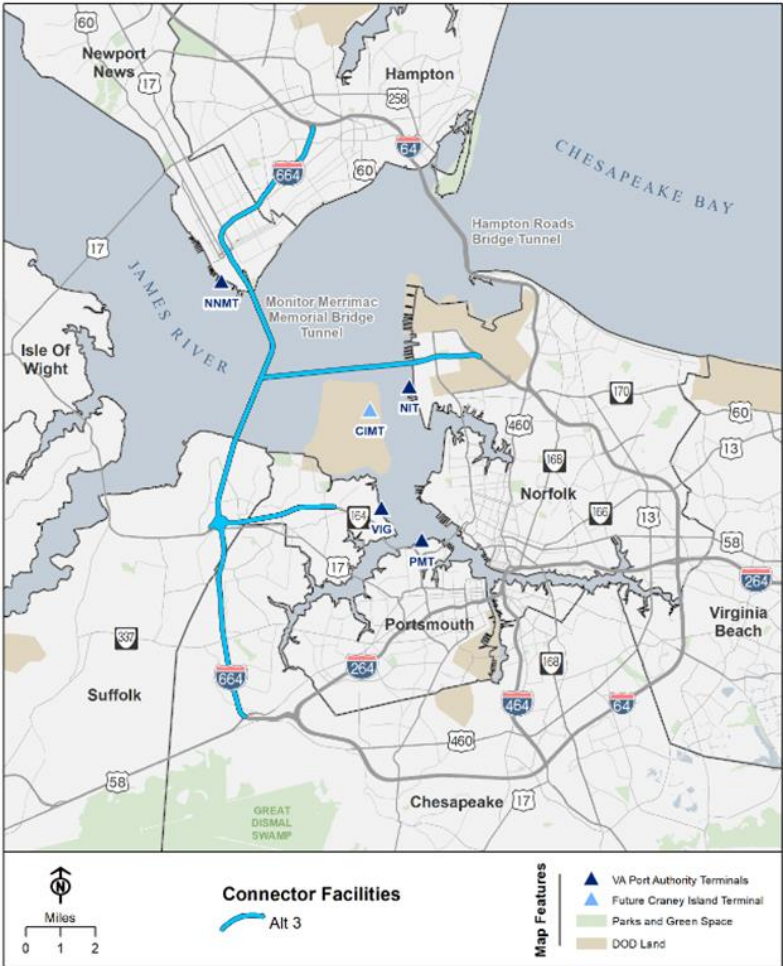 60
Newport
News
17
Hampton
258
64
664
60
CHESAPEAKE BAY
Hampton Roads
Bridge Tunnel
17
JAMES RIVER
NNMT
Monitor Merrimac
Memorial Bridge
Tunnel
Isle Of
Wight
NIT
CIMT
170
60
460
13
168
Norfolk
164
VIG
166
13
58
PMT
17
264
Virginia
Beach
Portsmouth
337
264
168
Suffolk
664
464
64
460
58
Chesapeake
17
GREAT
DISMAL
SWAMP
N
Miles
0 1 2
Connector Facilities
Alt 3
Map Features
VA Port Authority Terminals
Future Craney Island Terminal
Parks and Green Space
DOD Land